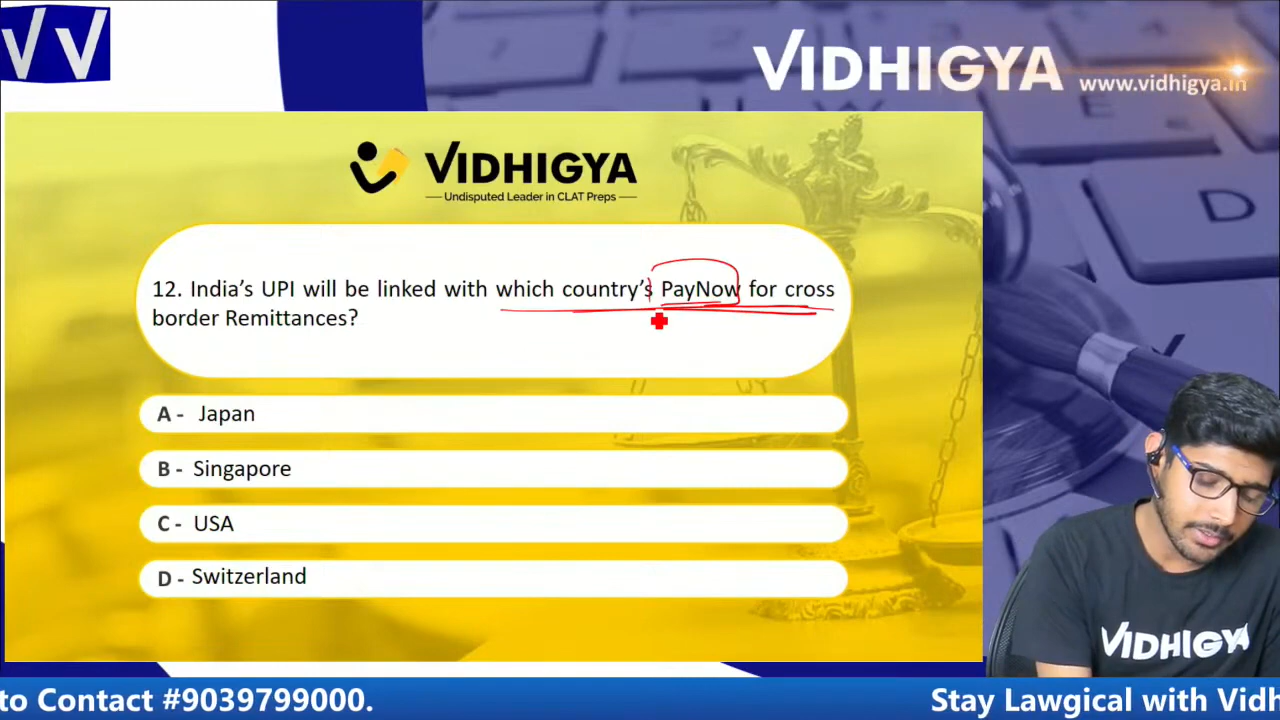 VV
VIDHIGYA
www.vidhigya.in
VIDHIGYA
Undisputed Leader in CLAT Preps
12. India's UPI will be linked with which country's PayNow for cross
border Remittances?
A - Japan
B - Singapore
C - USA
D - Switzerland
VIDHIGYA
to Contact #9039799000.
Stay Lawgical with Vidh